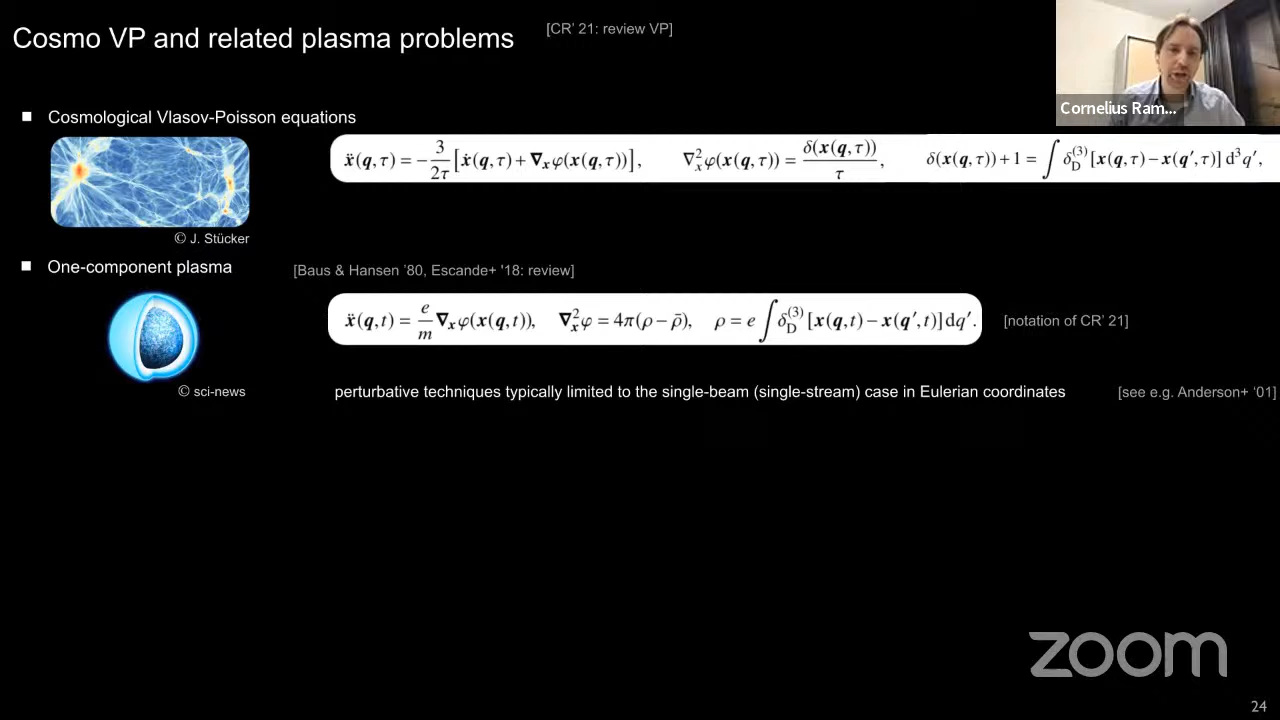 Cosmo VP and related plasma problems [CR’ 21: review VP]
Cornelius Ram...
■ Cosmological Vlasov-Poisson equations
ẍ(q,τ) = −3/2τ [ẋ(q,τ) + ∇ₓφ(x(q,τ))], ∇²ₓφ(x(q,τ)) = δ(x(q,τ))/τ, δ(x(q,τ)) + 1 = ∫ δ_D^(3) [x(q,τ) − x(q′,τ)] d³q′,
© J. Stücker
■ One-component plasma [Baus & Hansen ’80, Escande+ '18: review]
ẍ(q,t) = e/m ∇ₓφ(x(q,t)), ∇²ₓφ = 4π(ρ − ρ̄), ρ = e ∫ δ_D^(3) [x(q,t) − x(q′,t)] dq′. [notation of CR’ 21]
© sci-news
perturbative techniques typically limited to the single-beam (single-stream) case in Eulerian coordinates [see e.g. Anderson+ ‘01]
zoom
24